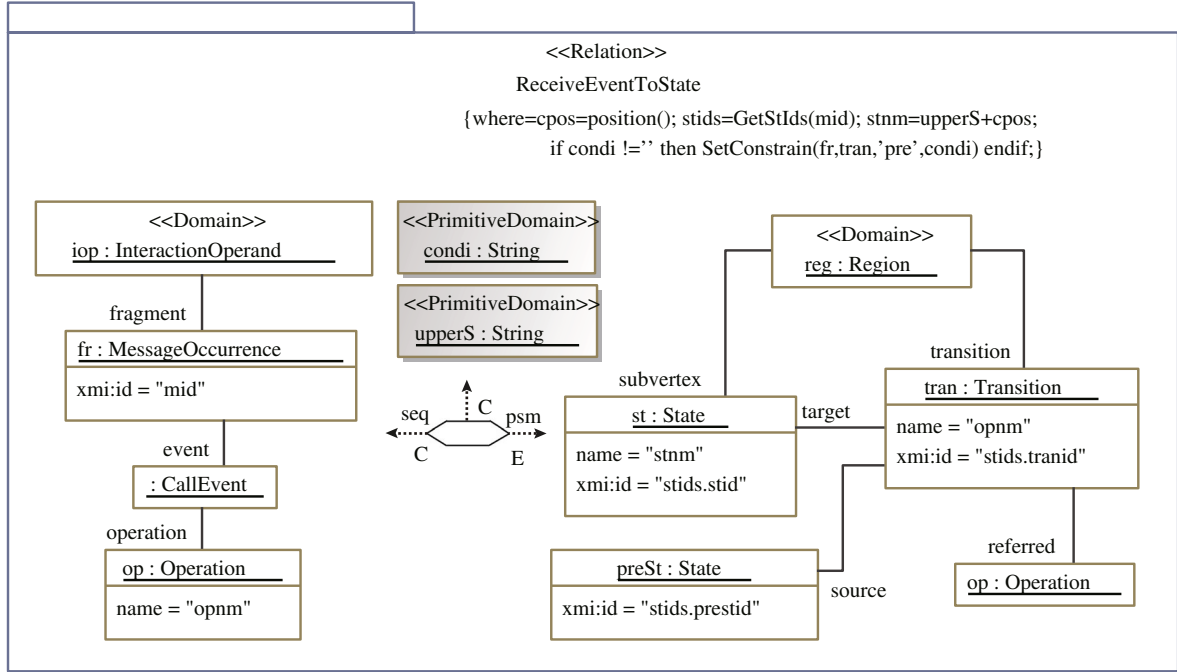 <<Relation>>
ReceiveEventToState
{where=cpos=position(); stids=GetStIds(mid); stnm=upperS+cpos;
if condi !='' then SetConstrain(fr,tran,'pre',condi) endif;}
<<Domain>>
iop : InteractionOperand
fragment
fr : MessageOccurrence
xmi:id = "mid"
event
: CallEvent
operation
op : Operation
name = "opnm"
<<PrimitiveDomain>>
condi : String
<<PrimitiveDomain>>
upperS : String
seq
C
psm
C
E
<<Domain>>
reg : Region
subvertex
transition
st : State
name = "stnm"
xmi:id = "stids.stid"
target
tran : Transition
name = "opnm"
xmi:id = "stids.tranid"
preSt : State
xmi:id = "stids.prestid"
source
referred
op : Operation